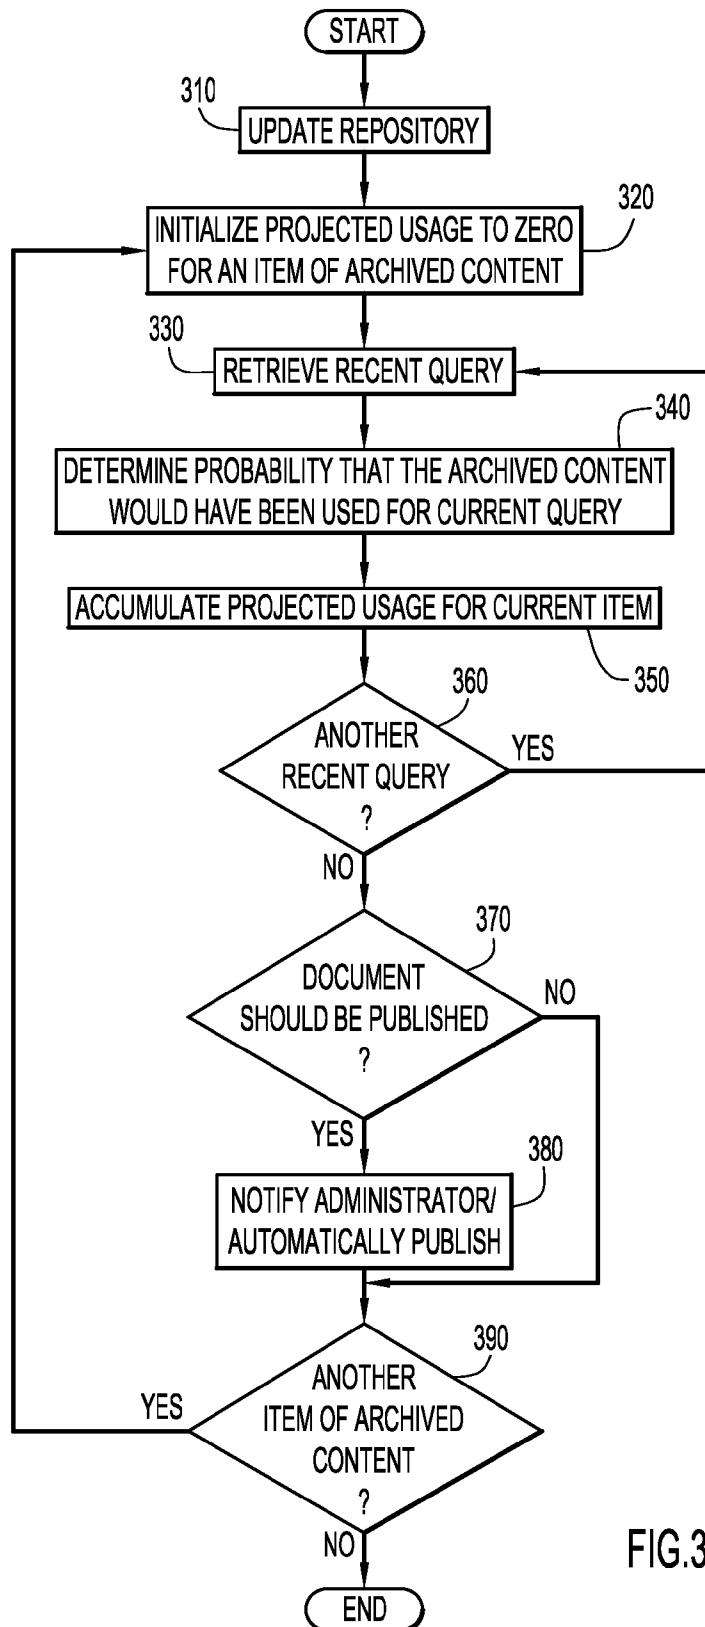 START
310
UPDATE REPOSITORY
320
INITIALIZE PROJECTED USAGE TO ZERO
FOR AN ITEM OF ARCHIVED CONTENT
330
RETRIEVE RECENT QUERY
340
DETERMINE PROBABILITY THAT THE ARCHIVED CONTENT
WOULD HAVE BEEN USED FOR CURRENT QUERY
ACCUMULATE PROJECTED USAGE FOR CURRENT ITEM
350
360
ANOTHER
RECENT QUERY
?
YES
NO
370
DOCUMENT
SHOULD BE PUBLISHED
?
NO
YES
380
NOTIFY ADMINISTRATOR/
AUTOMATICALLY PUBLISH
390
ANOTHER
ITEM OF ARCHIVED
CONTENT
?
YES
NO
FIG.3
END